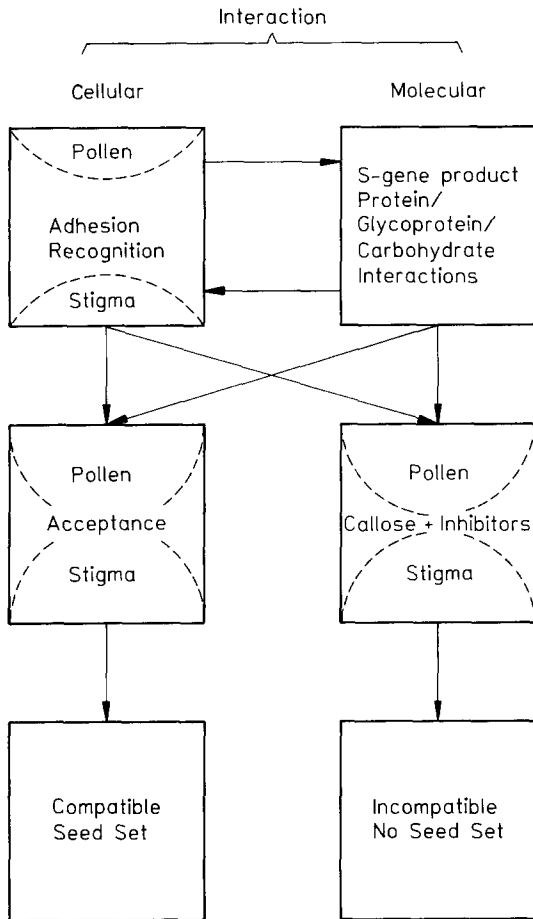 Interaction
Cellular
Molecular
Pollen
Adhesion
Recognition
Stigma
S-gene product
Protein/
Glycoprotein/
Carbohydrate
Interactions
Pollen
Acceptance
Stigma
Pollen
Callose + Inhibitors
Stigma
Compatible
Seed Set
Incompatible
No Seed Set